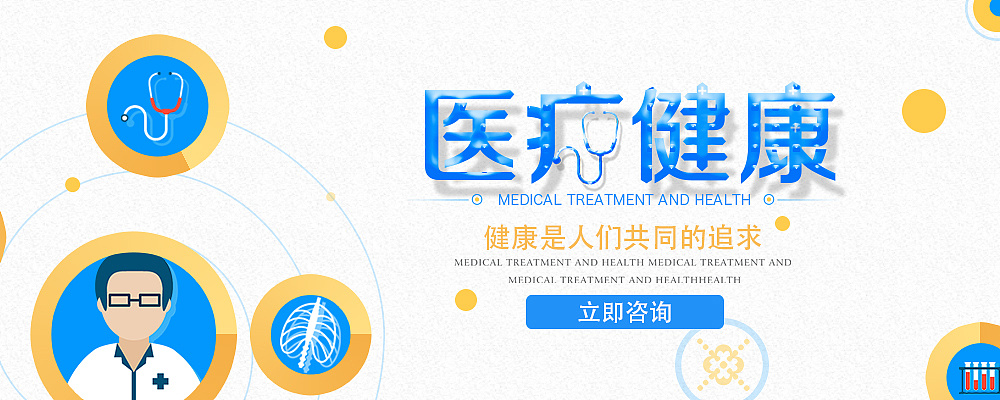 医疗健康
MEDICAL TREATMENT AND HEALTH
健康是人们共同的追求
MEDICAL TREATMENT AND HEALTH MEDICAL TREATMENT AND
MEDICAL TREATMENT AND HEALTHHEALTH
立即咨询